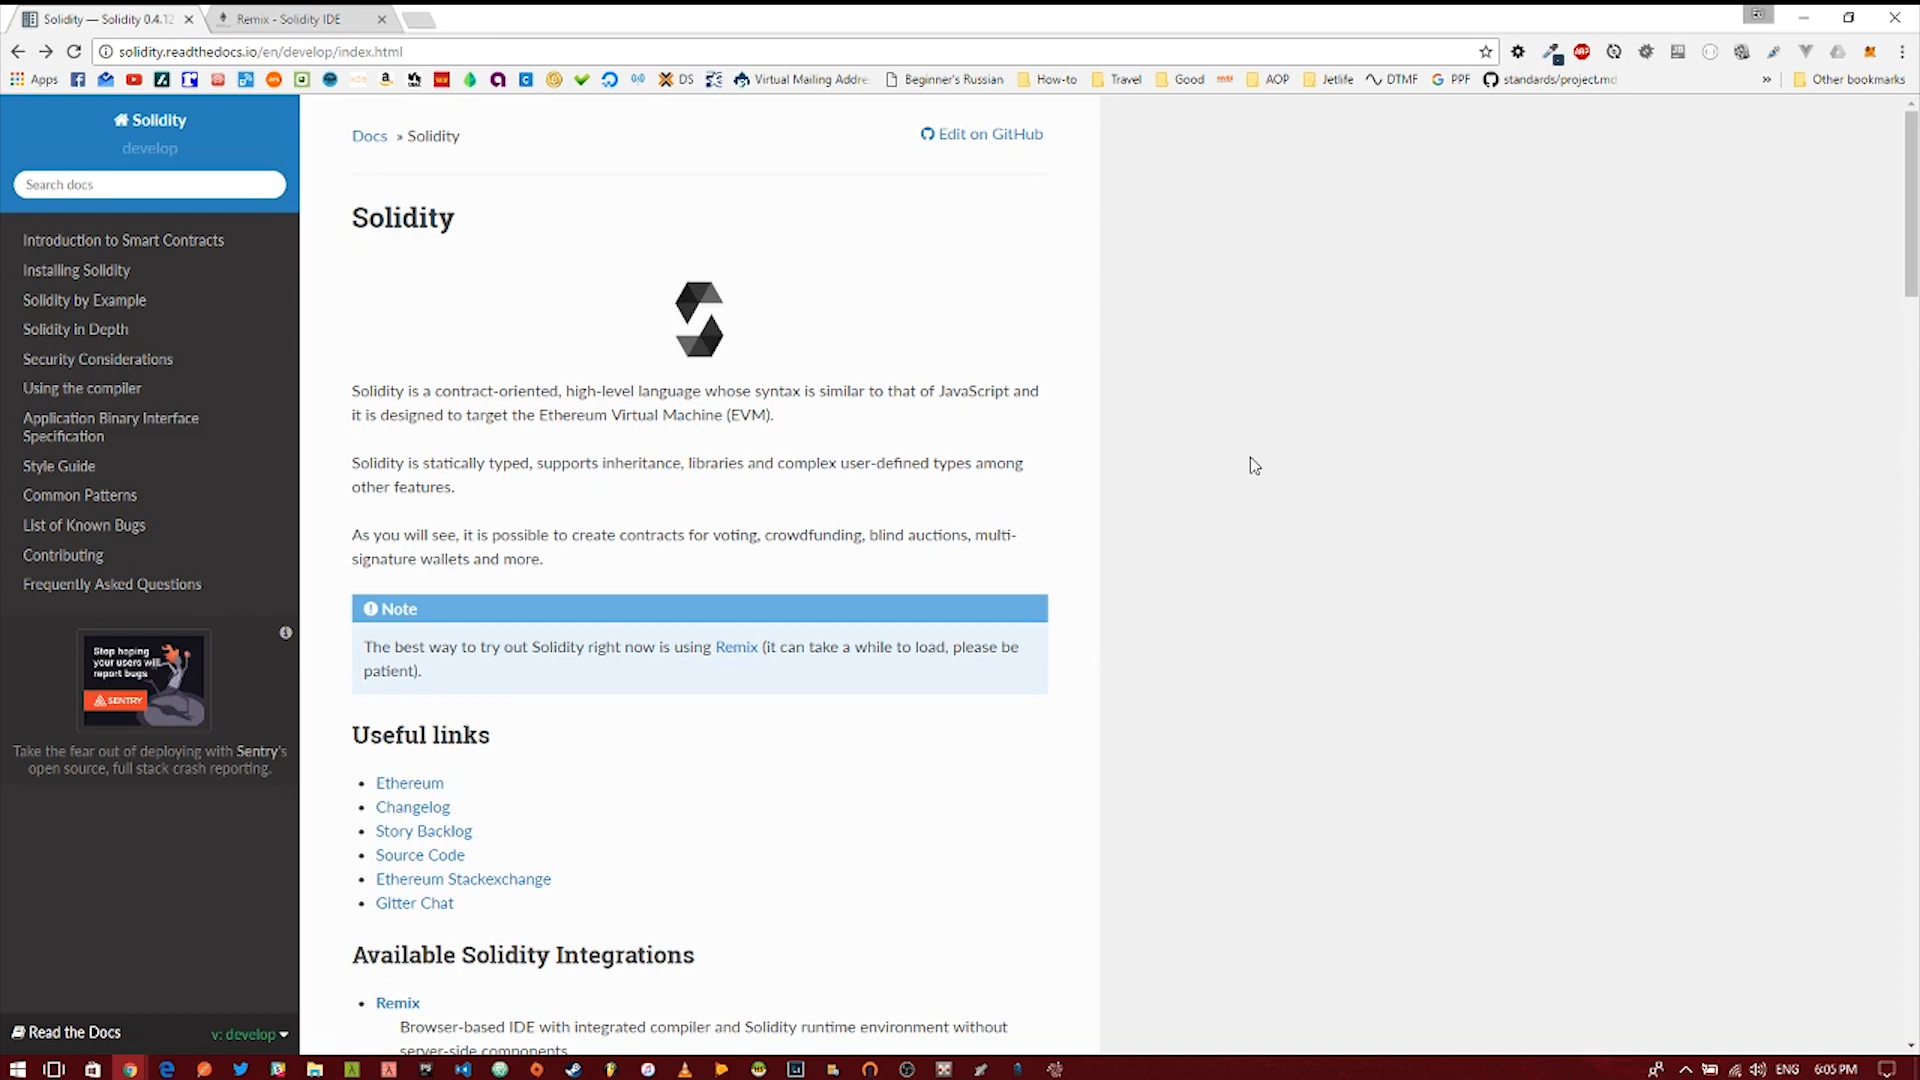 Solidity — Solidity 0.4.12
Remix - Solidity IDE
solidity.readthedocs.io/en/develop/index.html
Apps
DS
Virtual Mailing Addre
Beginner's Russian
How-to
Travel
Good
AOP
Jetlife
DTMF
PPF
standards/project.md
»
Other bookmarks
Solidity
develop
Search docs
Introduction to Smart Contracts
Installing Solidity
Solidity by Example
Solidity in Depth
Security Considerations
Using the compiler
Application Binary Interface
Specification
Style Guide
Common Patterns
List of Known Bugs
Contributing
Frequently Asked Questions
Stop hoping
your users will
report bugs
SENTRY
Take the fear out of deploying with Sentry's
open source, full stack crash reporting.
Read the Docs
v: develop
Docs » Solidity
Edit on GitHub
Solidity
Solidity is a contract-oriented, high-level language whose syntax is similar to that of JavaScript and
it is designed to target the Ethereum Virtual Machine (EVM).
Solidity is statically typed, supports inheritance, libraries and complex user-defined types among
other features.
As you will see, it is possible to create contracts for voting, crowdfunding, blind auctions, multi-
signature wallets and more.
Note
The best way to try out Solidity right now is using Remix (it can take a while to load, please be
patient).
Useful links
• Ethereum
• Changelog
• Story Backlog
• Source Code
• Ethereum Stackexchange
• Gitter Chat
Available Solidity Integrations
• Remix
Browser-based IDE with integrated compiler and Solidity runtime environment without
server-side components.
ENG
6:05 PM